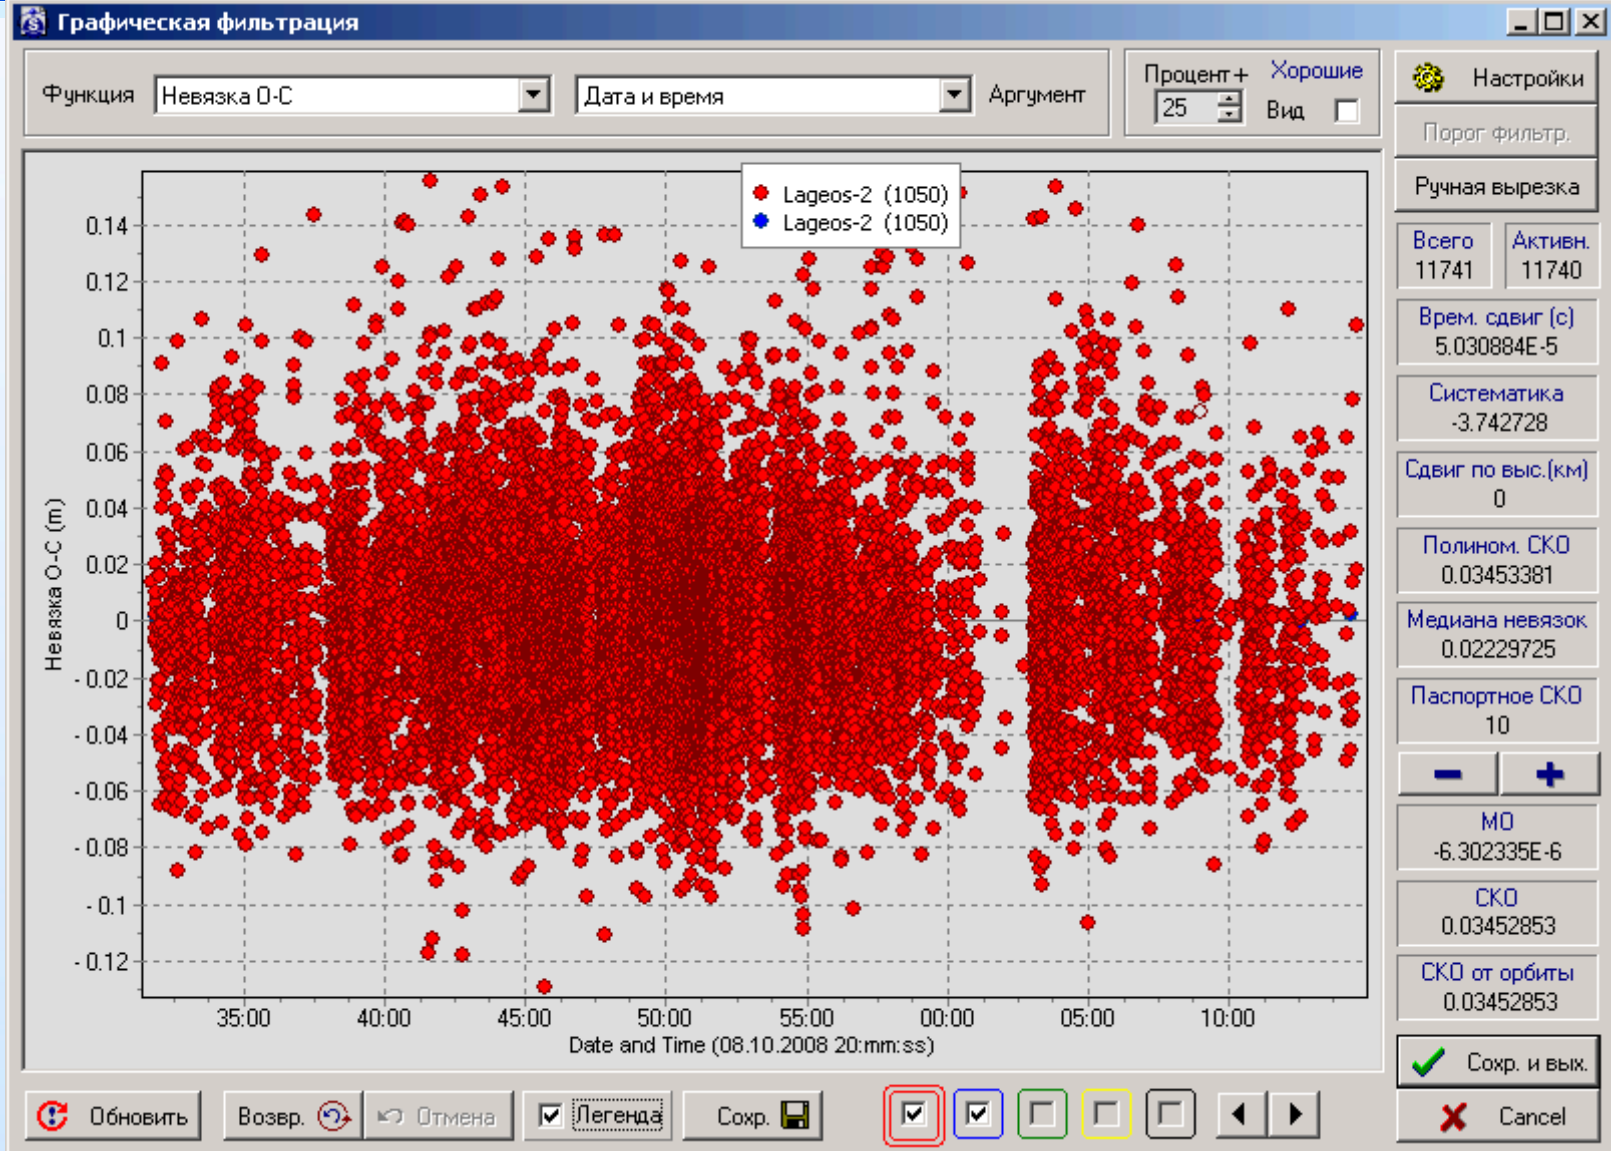 Графическая фильтрация
Функция
Невязка О-С
Дата и время
Аргумент
Процент+
Хорошие
25
Вид
Настройки
Порог фильтр.
Ручная вырезка
Всего
11741
Активн.
11740
Врем. сдвиг (с)
5.030884E-5
Систематика
-3.742728
Сдвиг по выс.(км)
0
Полином. СКО
0.03453381
Медиана невязок
0.02229725
Паспортное СКО
10
МО
-6.302335E-6
СКО
0.03452853
СКО от орбиты
0.03452853
Сохр. и вых.
Cancel
Lageos-2 (1050)
Lageos-2 (1050)
Невязка О-С (m)
0.14
0.12
0.1
0.08
0.06
0.04
0.02
0
- 0.02
- 0.04
- 0.06
- 0.08
- 0.1
- 0.12
35:00 40:00 45:00 50:00 55:00 00:00 05:00 10:00
Date and Time (08.10.2008 20:mm:ss)
Обновить
Возвр.
Отмена
Легенда
Сохр.